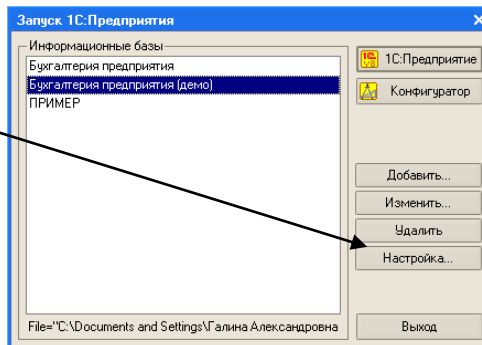 Запуск 1С:Предприятия
Информационные базы
Бухгалтерия предприятия
Бухгалтерия предприятия (демо)
ПРИМЕР
1С:Предприятие
Конфигуратор
Добавить...
Изменить...
Удалить
Настройка...
File="C:\Documents and Settings\Галина Александровна
Выход